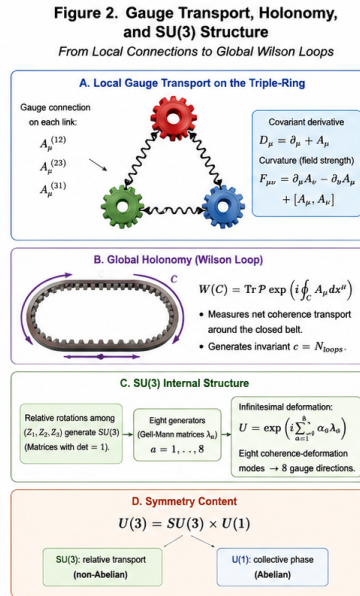 Figure 2. Gauge Transport, Holonomy,
and SU(3) Structure
From Local Connections to Global Wilson Loops
A. Local Gauge Transport on the Triple-Ring
Gauge connection
on each link:
A_μ^(12)
A_μ^(23)
A_μ^(31)
Covariant derivative
D_μ = ∂_μ + A_μ
Curvature (field strength)
F_μν = ∂_μ A_ν − ∂_ν A_μ
+ [A_μ, A_ν]
B. Global Holonomy (Wilson Loop)
C
W(C) = Tr P exp (i∮_C A_μ dx^μ)
• Measures net coherence transport
around the closed belt.
• Generates invariant c = N_loops.
C. SU(3) Internal Structure
Relative rotations among
(Z_1, Z_2, Z_3) generate SU(3)
(Matrices with det = 1).
Eight generators
(Gell-Mann matrices λ_a)
a = 1, . . , 8
Infinitesimal deformation:
U = exp (i∑_{a=1}^8 α_a λ_a)
Eight coherence-deformation
modes → 8 gauge directions.
D. Symmetry Content
U(3) = SU(3) × U(1)
SU(3): relative transport
(non-Abelian)
U(1): collective phase
(Abelian)